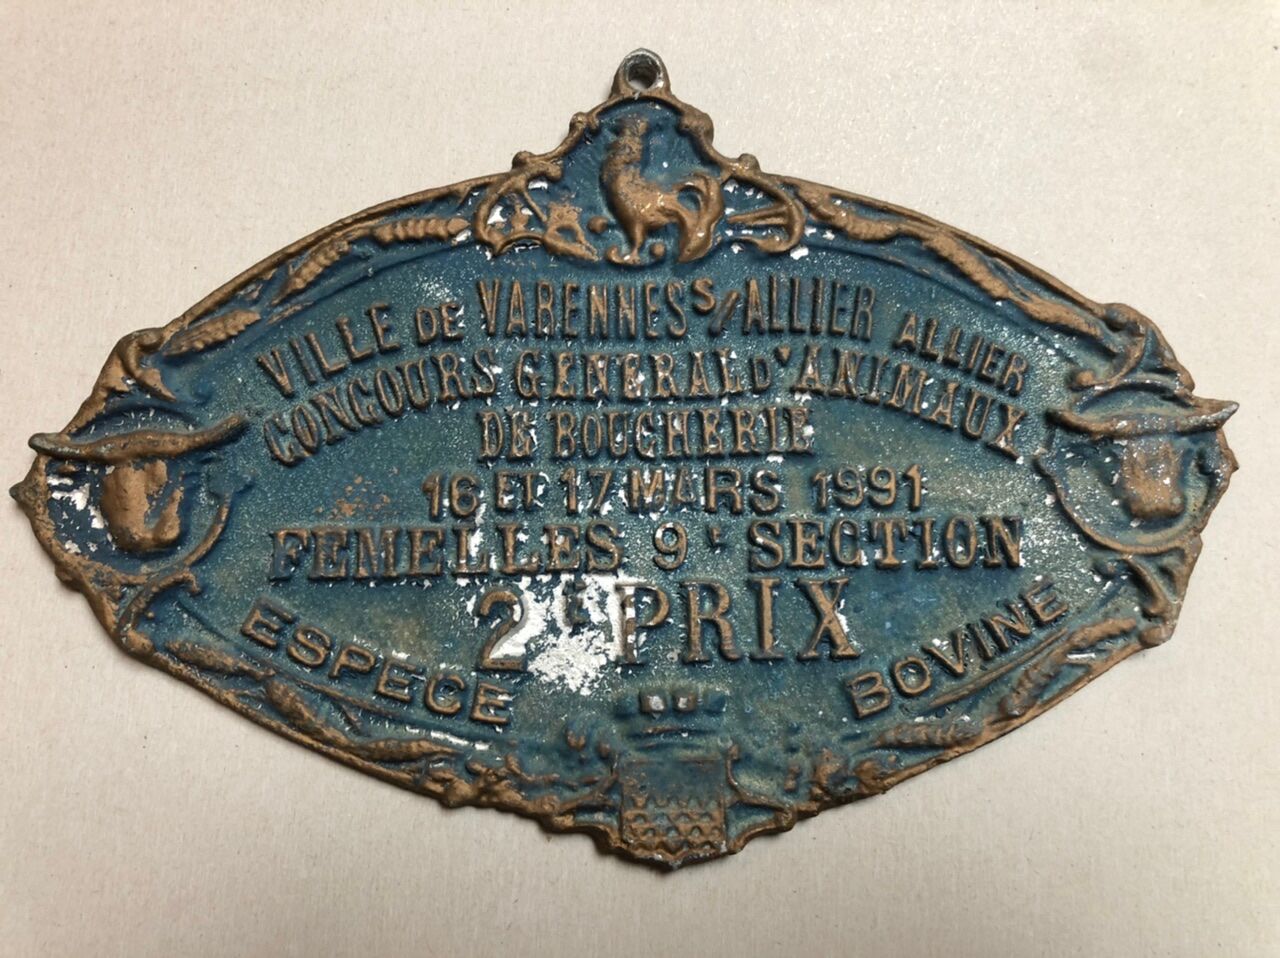 VILLE DE VARENNES S/ALLIER ALLIER
CONCOURS GENERAL D'ANIMAUX
DE BOUCHERIE
16 ET 17 MARS 1991
FEMELLES 9E SECTION
2E PRIX
ESPECE BOVINE